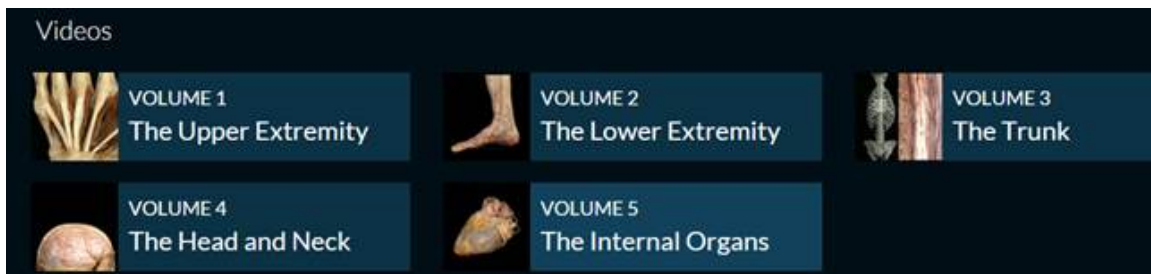 Videos
VOLUME 1
The Upper Extremity
VOLUME 2
The Lower Extremity
VOLUME 3
The Trunk
VOLUME 4
The Head and Neck
VOLUME 5
The Internal Organs